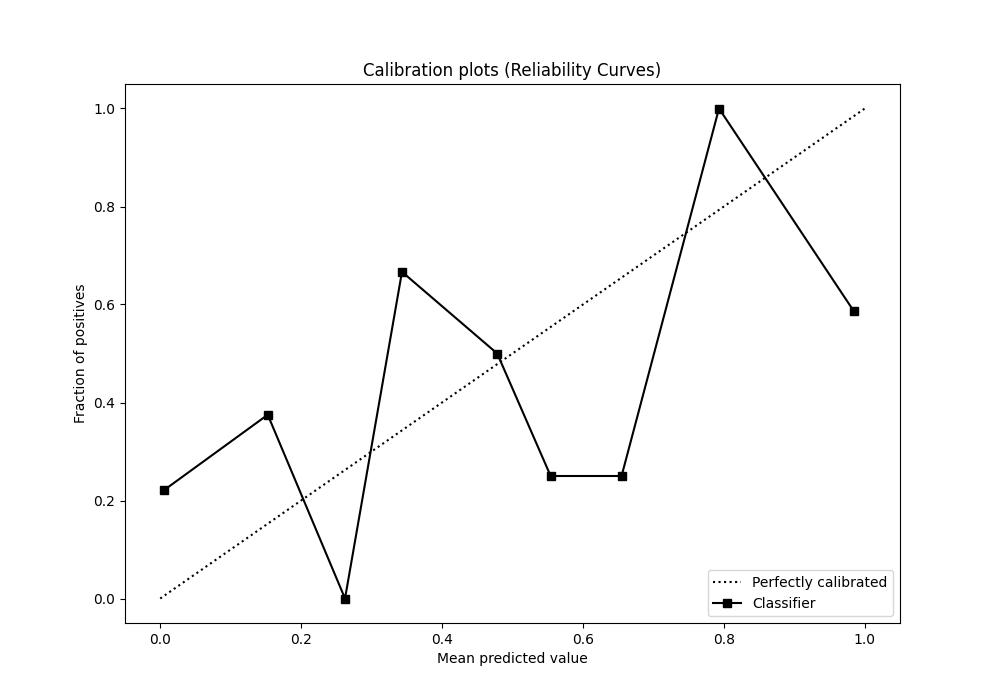 Calibration plots (Reliability Curves)
1.0
0.8
0.6
0.4
0.2
0.0
Fraction of positives
0.0 0.2 0.4 0.6 0.8 1.0
Mean predicted value
Perfectly calibrated
Classifier